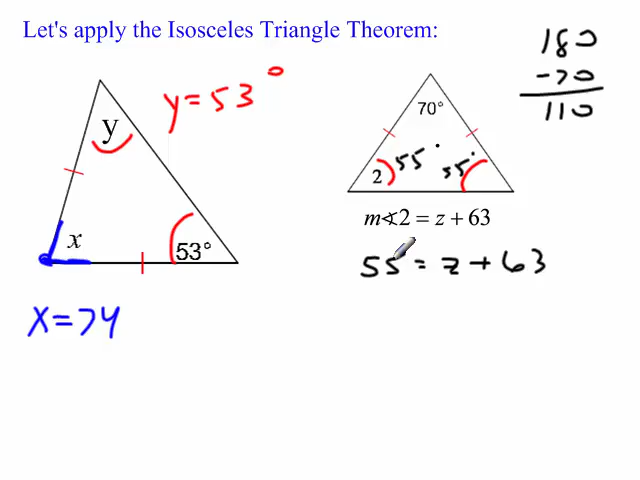 Let's apply the Isosceles Triangle Theorem:
180
-70
110
y
y=53°
x
53°
x=74
70°
2
55°
55°
m∢2 = z + 63
55 = z + 63